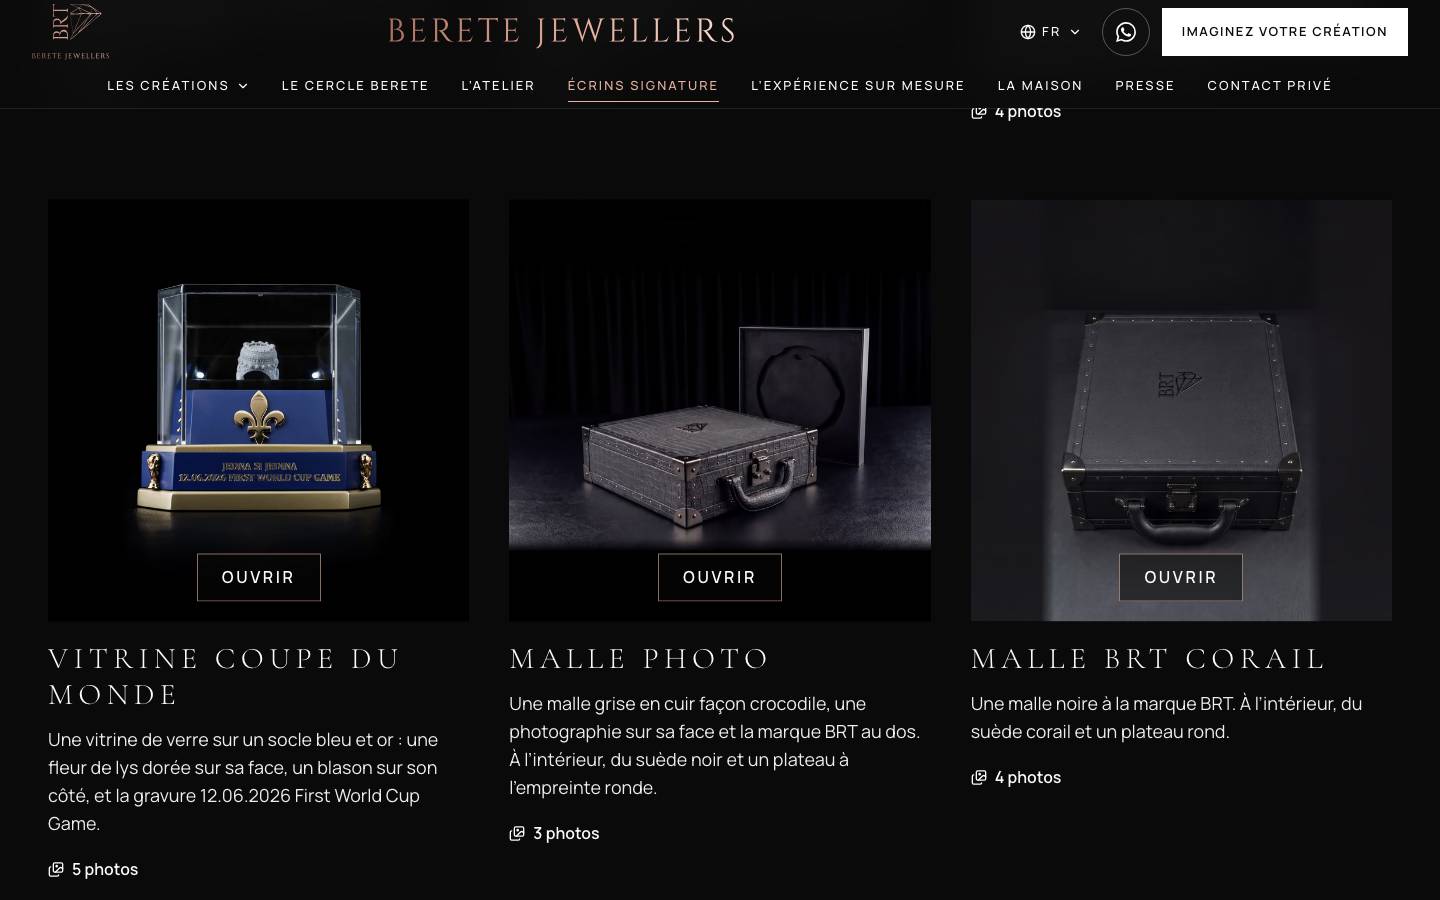 BRT
BERETE JEWELLERS
BERETE JEWELLERS
FR
IMAGINEZ VOTRE CRÉATION
LES CRÉATIONS
LE CERCLE BERETE
L'ATELIER
ÉCRINS SIGNATURE
L'EXPÉRIENCE SUR MESURE
LA MAISON
PRESSE
CONTACT PRIVÉ
4 photos
12.06.2026 FIRST WORLD CUP GAME
BRT
OUVRIR
OUVRIR
OUVRIR
VITRINE COUPE DU
MONDE
Une vitrine de verre sur un socle bleu et or : une
fleur de lys dorée sur sa face, un blason sur son
côté, et la gravure 12.06.2026 First World Cup
Game.
5 photos
MALLE PHOTO
Une malle grise en cuir façon crocodile, une
photographie sur sa face et la marque BRT au dos.
À l'intérieur, du suède noir et un plateau à
l'empreinte ronde.
3 photos
MALLE BRT CORAIL
Une malle noire à la marque BRT. À l'intérieur, du
suède corail et un plateau rond.
4 photos